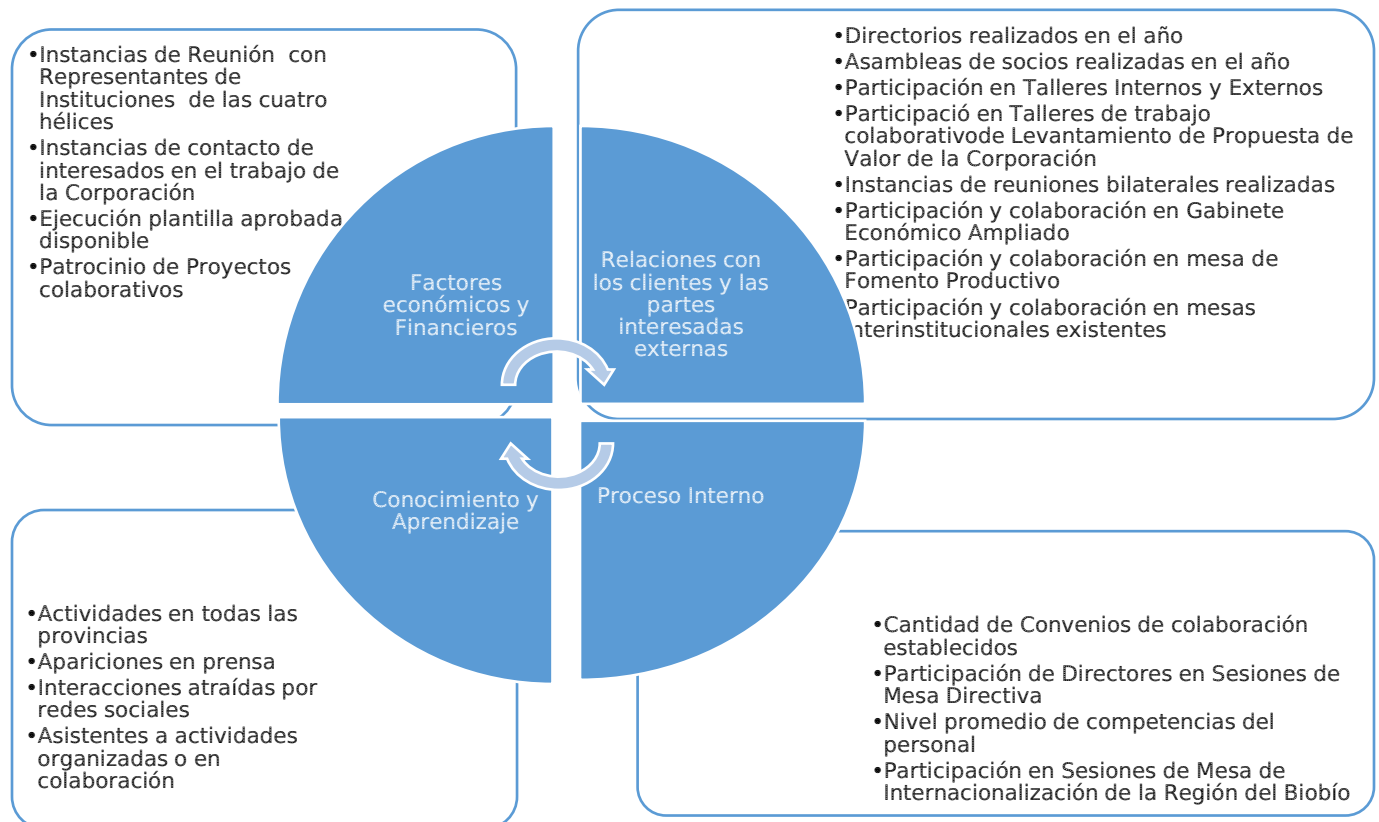 •Instancias de Reunión con
Representantes de
Instituciones de las cuatro
hélices
•Instancias de contacto de
interesados en el trabajo de
la Corporación
•Ejecución plantilla aprobada
disponible
•Patrocinio de Proyectos
colaborativos
•Directorios realizados en el año
•Asambleas de socios realizadas en el año
•Participación en Talleres Internos y Externos
•Participació en Talleres de trabajo
colaborativode Levantamiento de Propuesta de
Valor de la Corporación
•Instancias de reuniones bilaterales realizadas
•Participación y colaboración en Gabinete
Económico Ampliado
•Participación y colaboración en mesa de
Fomento Productivo
Participación y colaboración en mesas
nterinstitucionales existentes
Factores
económicos y
Financieros
Relaciones con
los clientes y las
partes
interesadas
externas
Conocimiento y
Aprendizaje
Proceso Interno
•Actividades en todas las
provincias
•Apariciones en prensa
•Interacciones atraídas por
redes sociales
•Asistentes a actividades
organizadas o en
colaboración
•Cantidad de Convenios de colaboración
establecidos
•Participación de Directores en Sesiones de
Mesa Directiva
•Nivel promedio de competencias del
personal
•Participación en Sesiones de Mesa de
Internacionalización de la Región del Biobío